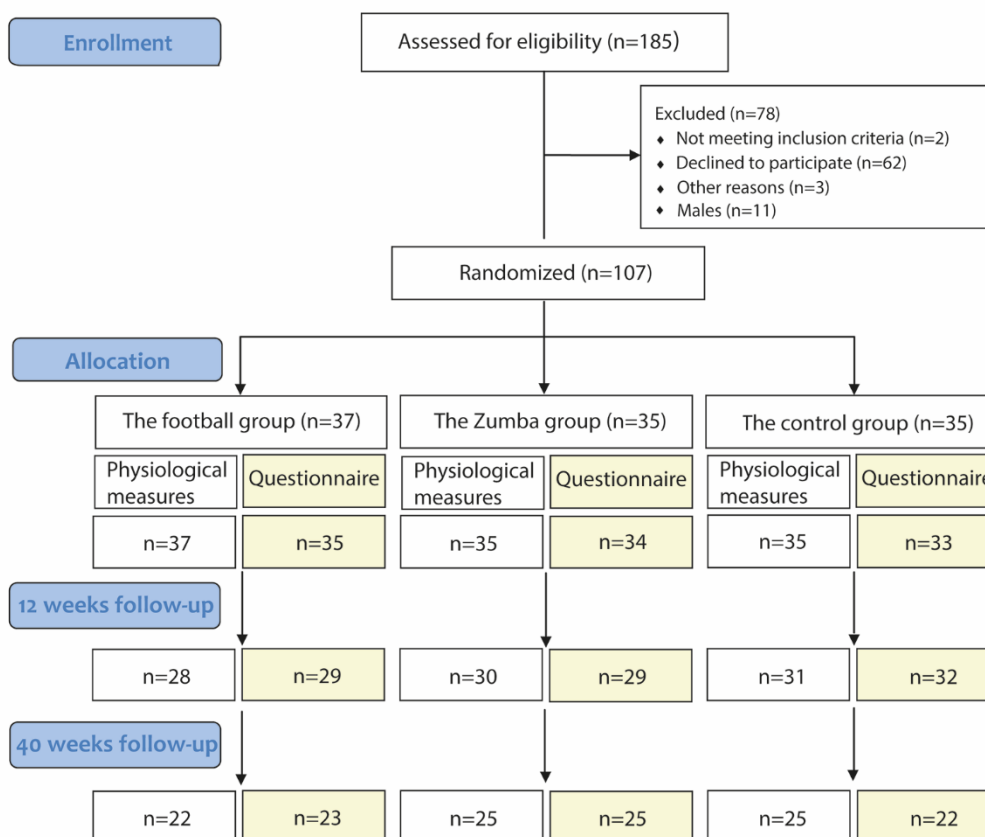 Enrollment
Assessed for eligibility (n=185)
Excluded (n=78)
♦ Not meeting inclusion criteria (n=2)
♦ Declined to participate (n=62)
♦ Other reasons (n=3)
♦ Males (n=11)
Randomized (n=107)
Allocation
The football group (n=37)
The Zumba group (n=35)
The control group (n=35)
Physiological
measures
Questionnaire
Physiological
measures
Questionnaire
Physiological
measures
Questionnaire
n=37
n=35
n=35
n=34
n=35
n=33
12 weeks follow-up
n=28
n=29
n=30
n=29
n=31
n=32
40 weeks follow-up
n=22
n=23
n=25
n=25
n=25
n=22